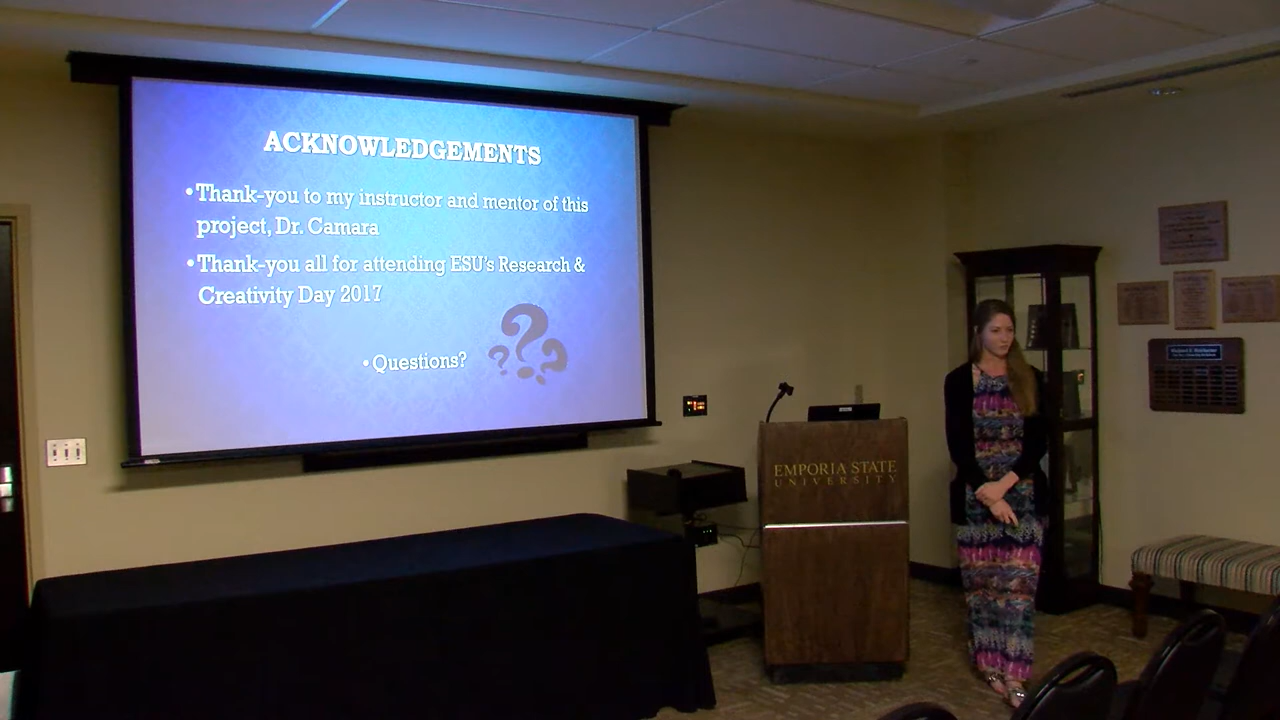 ACKNOWLEDGEMENTS
•Thank-you to my instructor and mentor of this
project, Dr. Camara
•Thank-you all for attending ESU's Research &
Creativity Day 2017
•Questions?
EMPORIA STATE
UNIVERSITY